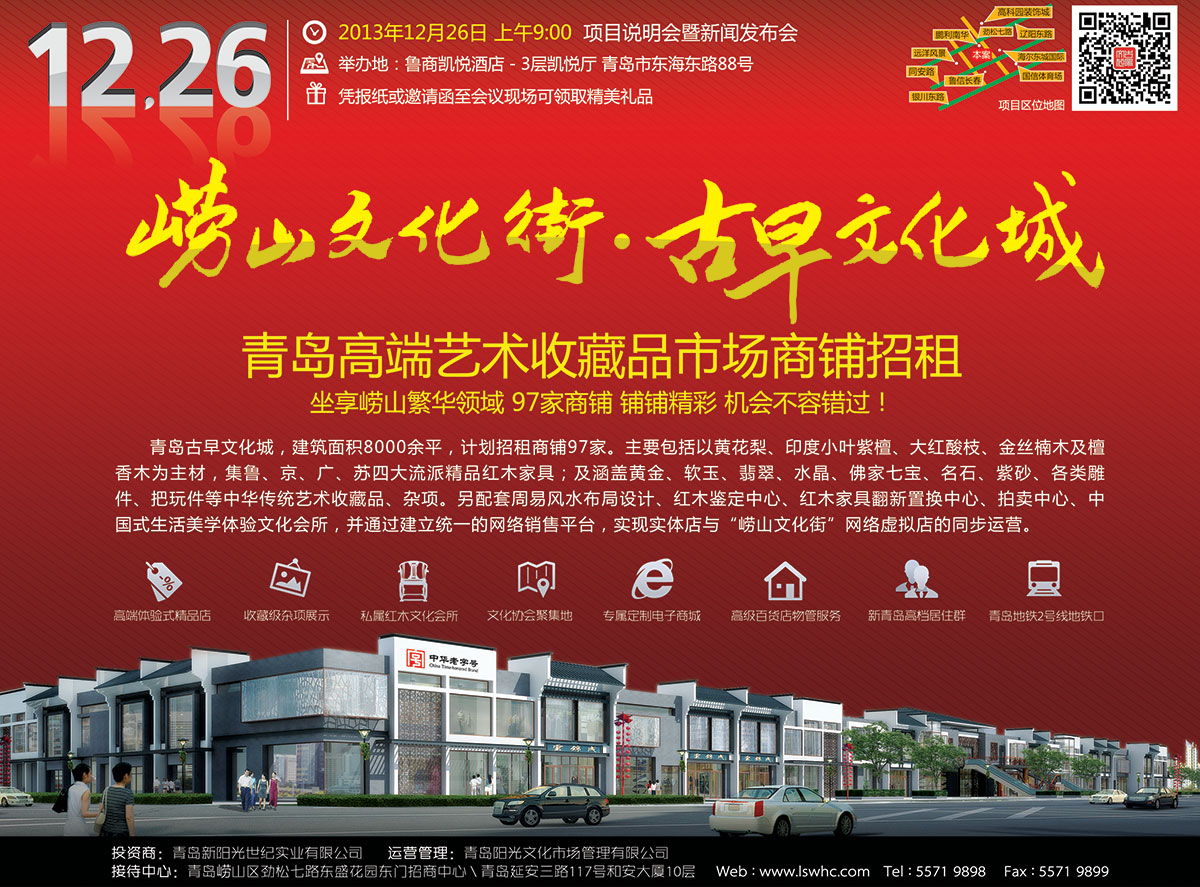 12.26
2013年12月26日 上午9:00 项目说明会暨新闻发布会
举办地：鲁商凯悦酒店 - 3层凯悦厅 青岛市东海东路88号
凭报纸或邀请函至会议现场可领取精美礼品
高科园装饰城
鹏利南华
劲松七路
辽阳东路
远洋风景
本案
海尔东城国际
同安路
鲁信长春
国信体育场
银川东路
项目区位地图
崂山文化街·古早文化城
青岛高端艺术收藏品市场商铺招租
坐享崂山繁华领域 97家商铺 铺铺精彩 机会不容错过！
青岛古早文化城，建筑面积8000余平，计划招租商铺97家。主要包括以黄花梨、印度小叶紫檀、大红酸枝、金丝楠木及檀
香木为主材，集鲁、京、广、苏四大流派精品红木家具；及涵盖黄金、软玉、翡翠、水晶、佛家七宝、名石、紫砂、各类雕
件、把玩件等中华传统艺术收藏品、杂项。另配套周易风水布局设计、红木鉴定中心、红木家具翻新置换中心、拍卖中心、中
国式生活美学体验文化会所，并通过建立统一的网络销售平台，实现实体店与“崂山文化街”网络虚拟店的同步运营。
高端体验式精品店 收藏级杂项展示 私属红木文化会所 文化协会聚集地 专属定制电子商城 高级百货店物管服务 新青岛高档居住群 青岛地铁2号线地铁口
中华老字号
China Time-honored Brand
投资商：青岛新阳光世纪实业有限公司 运营管理：青岛阳光文化市场管理有限公司
接待中心：青岛崂山区劲松七路东盛花园东门招商中心 \ 青岛延安三路117号和安大厦10层 Web：www.lswhc.com Tel：5571 9898 Fax：5571 9899